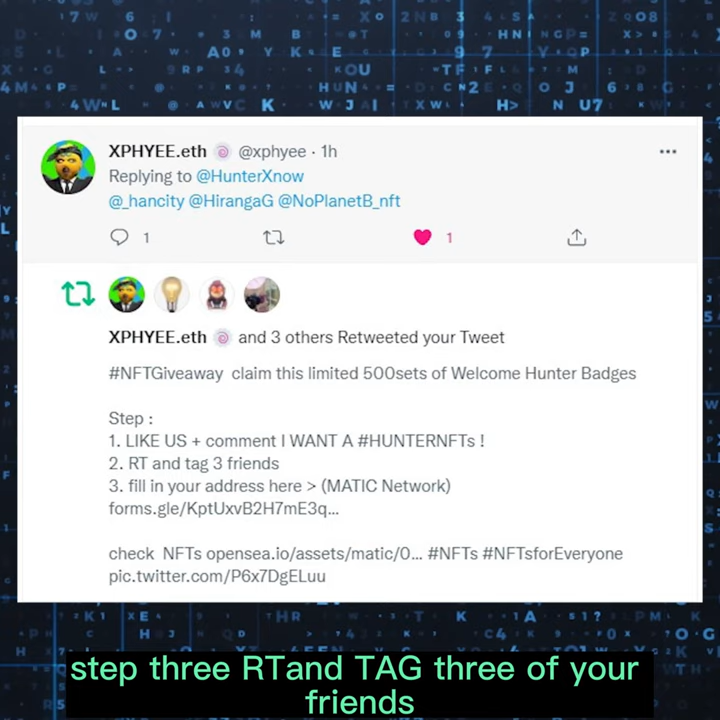 XPHYEE.eth @xphyee · 1h
Replying to @HunterXnow
@_hancity @HirangaG @NoPlanetB_nft
1 1
XPHYEE.eth and 3 others Retweeted your Tweet
#NFTGiveaway claim this limited 500sets of Welcome Hunter Badges
Step :
1. LIKE US + comment I WANT A #HUNTERNFTs !
2. RT and tag 3 friends
3. fill in your address here > (MATIC Network)
forms.gle/KptUxvB2H7mE3q...
check NFTs opensea.io/assets/matic/0... #NFTs #NFTsforEveryone
pic.twitter.com/P6x7DgELuu
step three RTand TAG three of your
friends